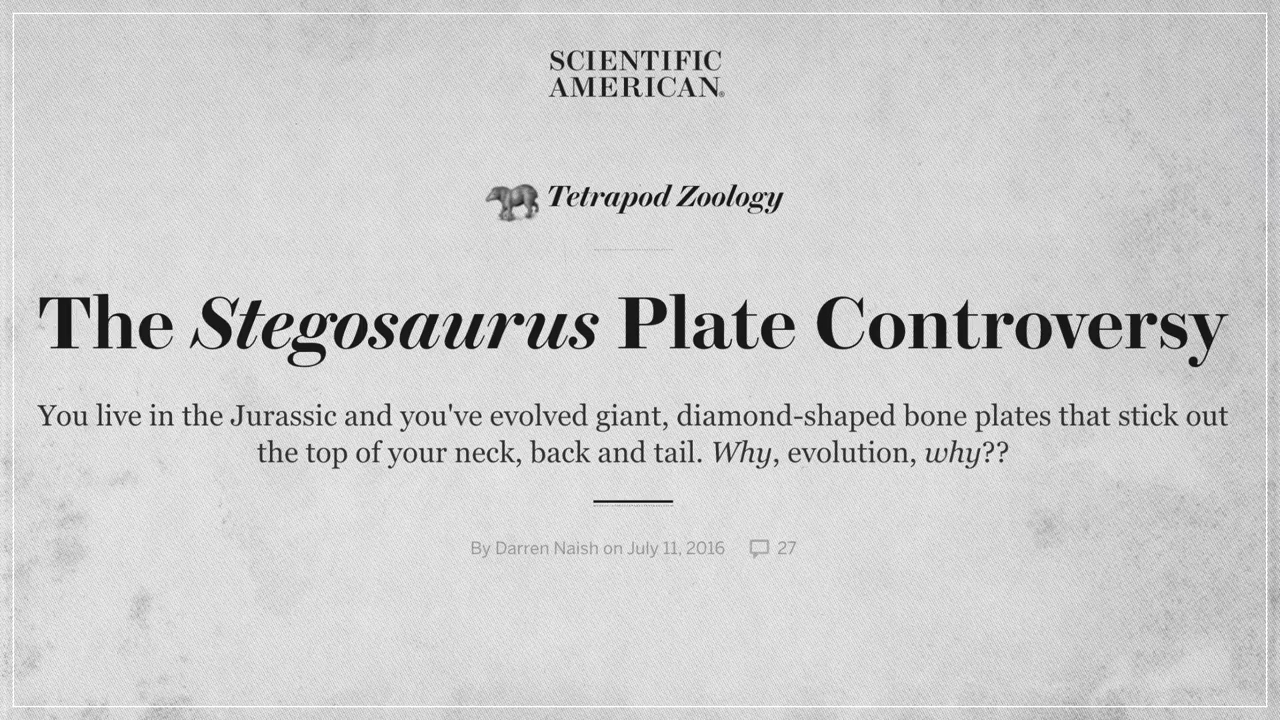 SCIENTIFIC
AMERICAN®
Tetrapod Zoology
The Stegosaurus Plate Controversy
You live in the Jurassic and you've evolved giant, diamond-shaped bone plates that stick out
the top of your neck, back and tail. Why, evolution, why??
By Darren Naish on July 11, 2016 27